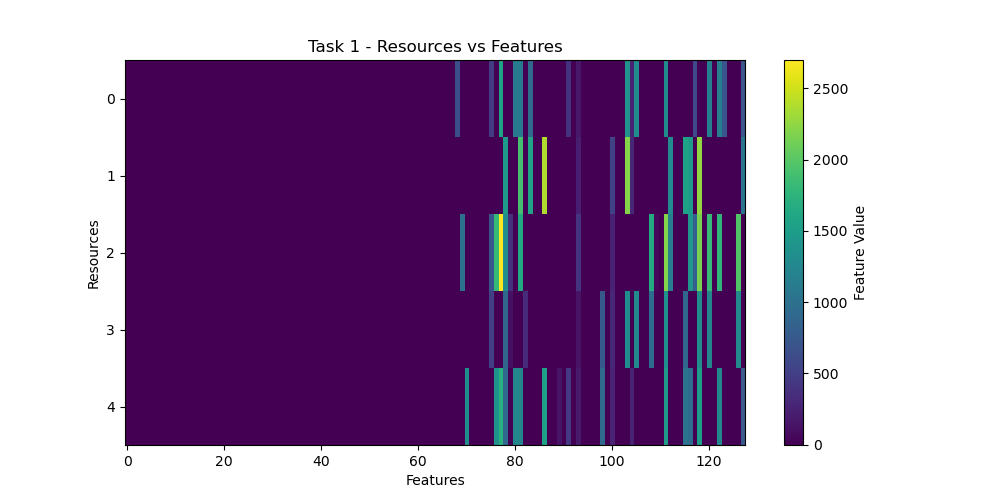 Task 1 - Resources vs Features
Resources
0
1
2
3
4
0 20 40 60 80 100 120
Features
2500
2000
1500
1000
500
0
Feature Value